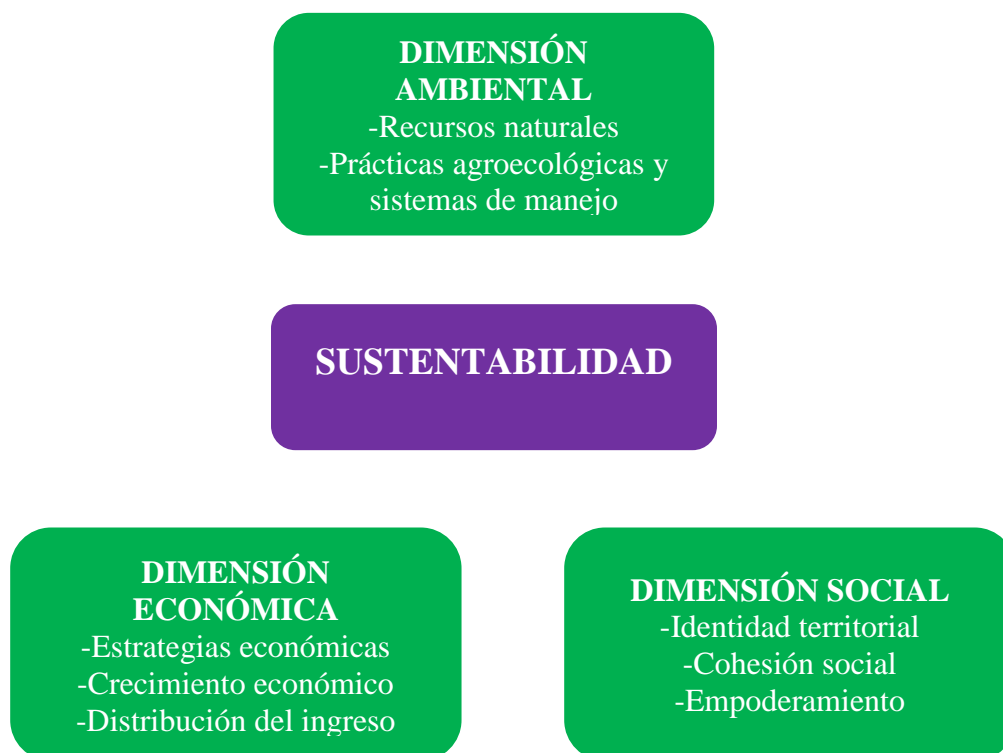 DIMENSIÓN
AMBIENTAL
-Recursos naturales
-Prácticas agroecológicas y
sistemas de manejo
SUSTENTABILIDAD
DIMENSIÓN
ECONÓMICA
-Estrategias económicas
-Crecimiento económico
-Distribución del ingreso
DIMENSIÓN SOCIAL
-Identidad territorial
-Cohesión social
-Empoderamiento